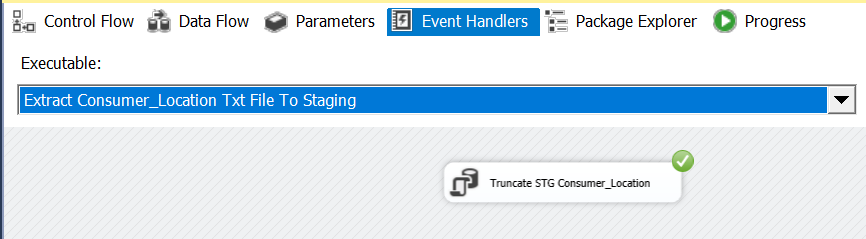 Control Flow Data Flow Parameters Event Handlers Package Explorer Progress
Executable:
Extract Consumer_Location Txt File To Staging
Truncate STG Consumer_Location